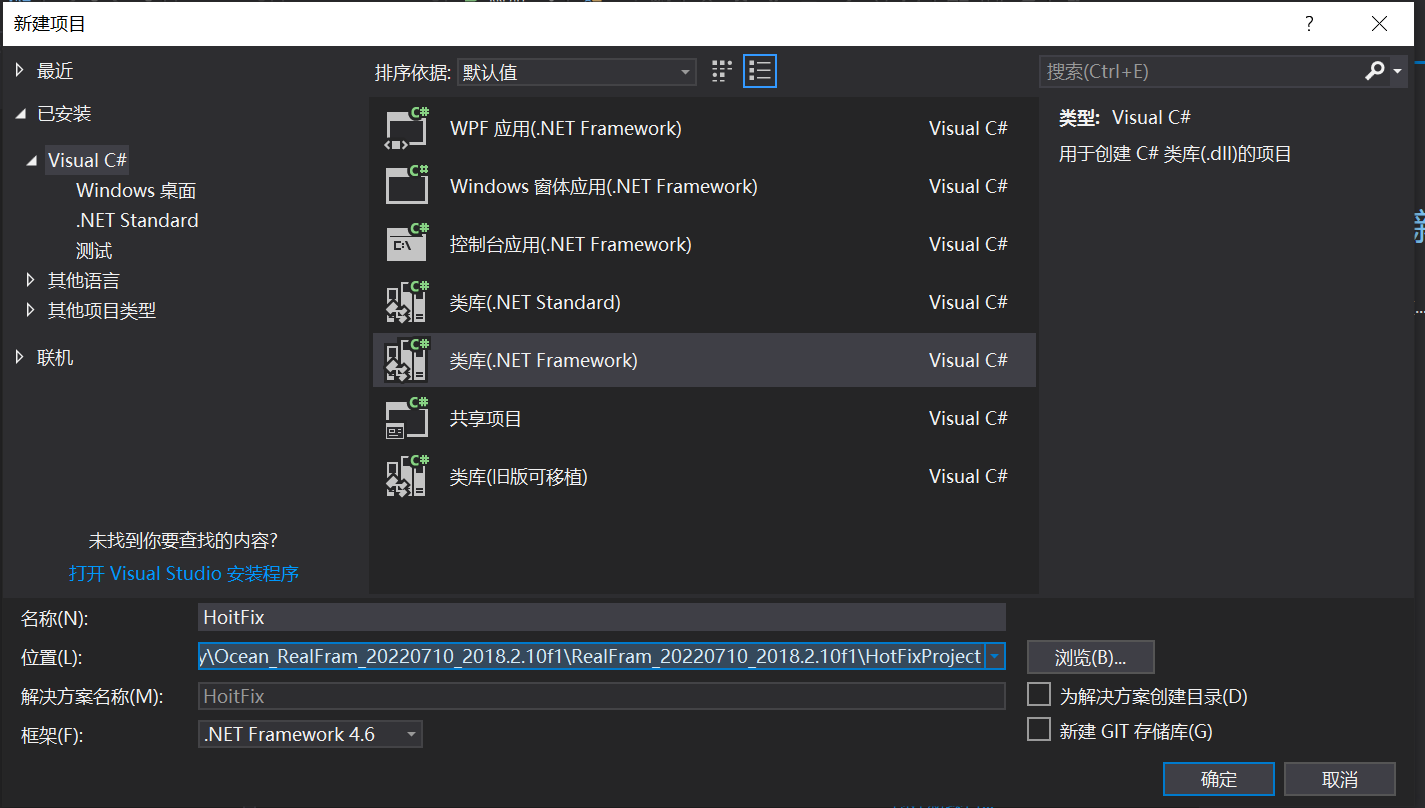 新建项目
?
最近
已安装
Visual C#
Windows 桌面
.NET Standard
测试
其他语言
其他项目类型
联机
未找到你要查找的内容?
打开 Visual Studio 安装程序
排序依据: 默认值
WPF 应用(.NET Framework) Visual C#
Windows 窗体应用(.NET Framework) Visual C#
控制台应用(.NET Framework) Visual C#
类库(.NET Standard) Visual C#
类库(.NET Framework) Visual C#
共享项目 Visual C#
类库(旧版可移植) Visual C#
搜索(Ctrl+E)
类型: Visual C#
用于创建 C# 类库(.dll)的项目
名称(N): HoitFix
位置(L): y\Ocean_RealFram_20220710_2018.2.10f1\RealFram_20220710_2018.2.10f1\HotFixProject
浏览(B)...
解决方案名称(M): HoitFix
为解决方案创建目录(D)
框架(F): .NET Framework 4.6
新建 GIT 存储库(G)
确定 取消